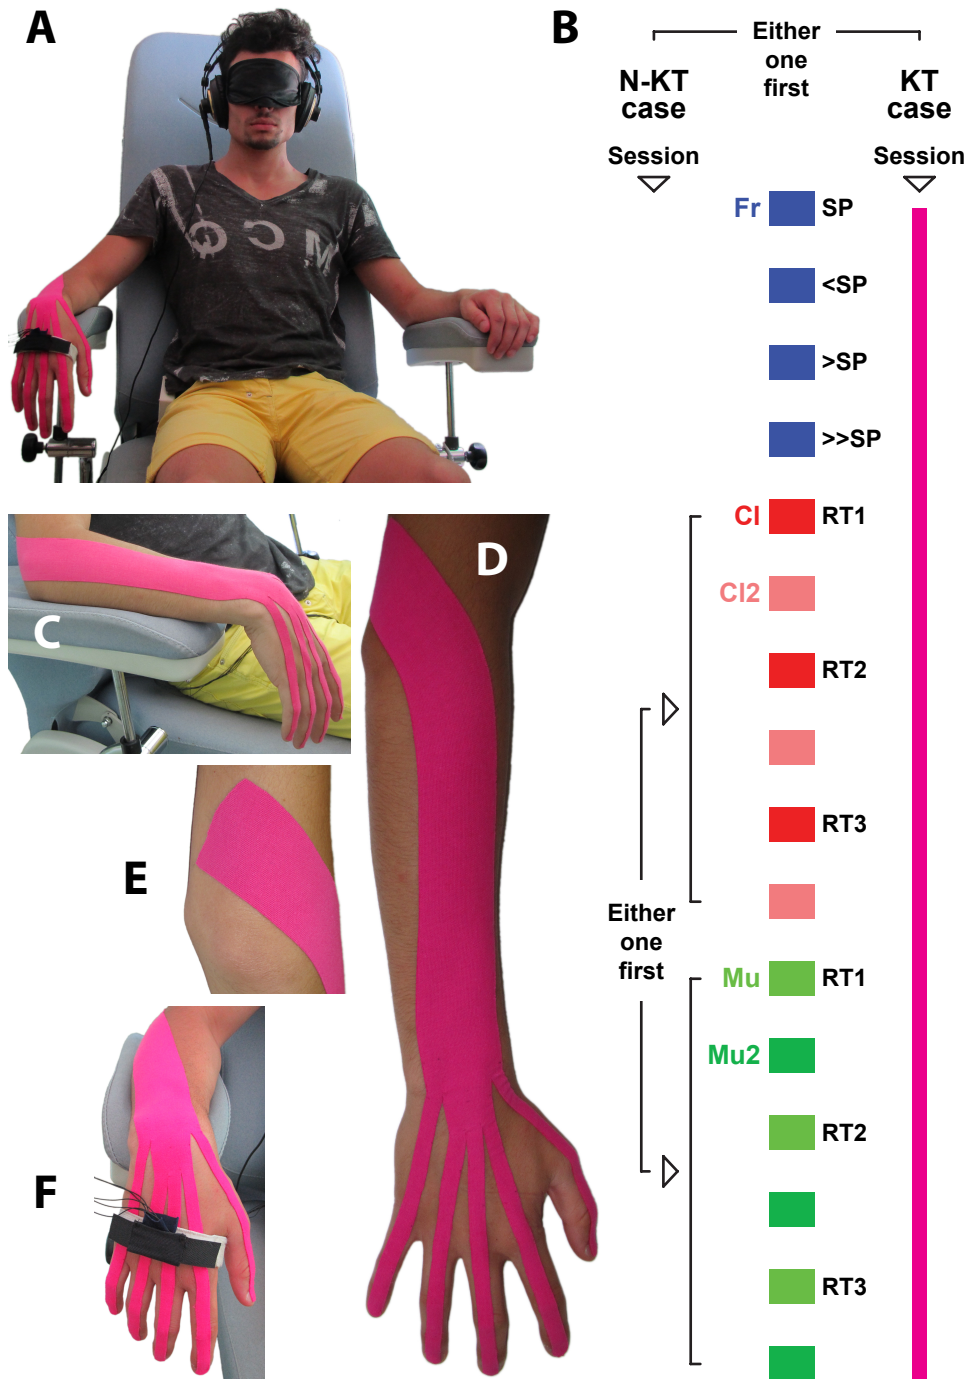 A
B
Either
one
first
N-KT
case
KT
case
Session
Session
Fr
SP
<SP
>SP
>>SP
Cl
RT1
Cl2
RT2
RT3
Either
one
first
Mu
RT1
Mu2
RT2
RT3
C
D
E
F